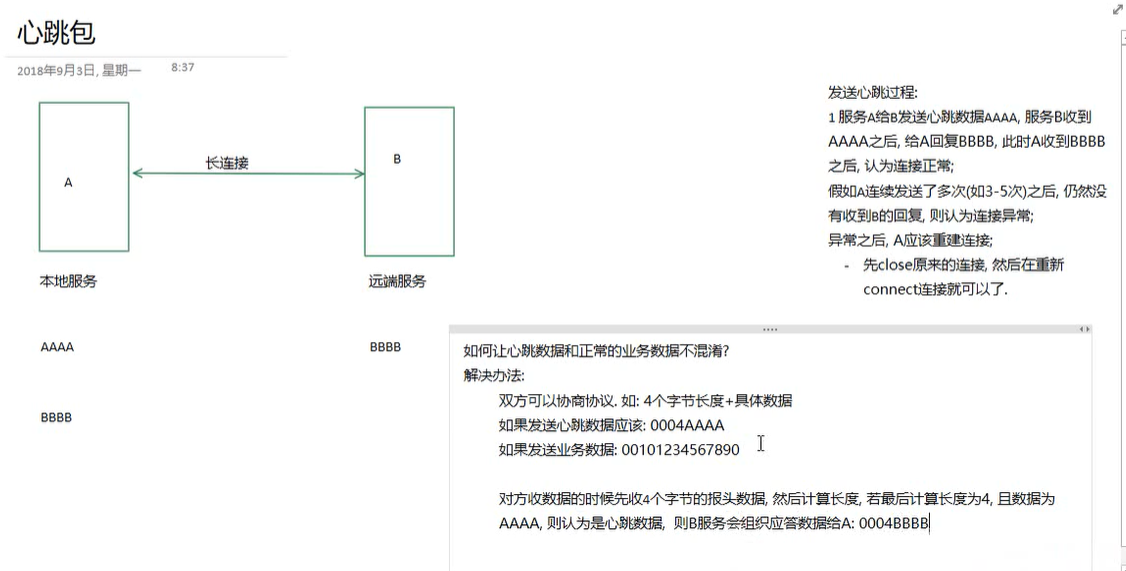 心跳包
2018年9月3日, 星期一 8:37
A
长连接
B
本地服务
远端服务
AAAA
BBBB
BBBB
发送心跳过程:
1 服务A给B发送心跳数据AAAA, 服务B收到
AAAA之后, 给A回复BBBB, 此时A收到BBBB
之后, 认为连接正常;
假如A连续发送了多次(如3-5次)之后, 仍然没
有收到B的回复, 则认为连接异常;
异常之后, A应该重建连接;
- 先close原来的连接, 然后在重新
connect连接就可以了.
如何让心跳数据和正常的业务数据不混淆?
解决办法:
双方可以协商协议. 如: 4个字节长度+具体数据
如果发送心跳数据应该: 0004AAAA
如果发送业务数据: 00101234567890
对方收数据的时候先收4个字节的报头数据, 然后计算长度, 若最后计算长度为4, 且数据为
AAAA, 则认为是心跳数据, 则B服务会组织应答数据给A: 0004BBBB